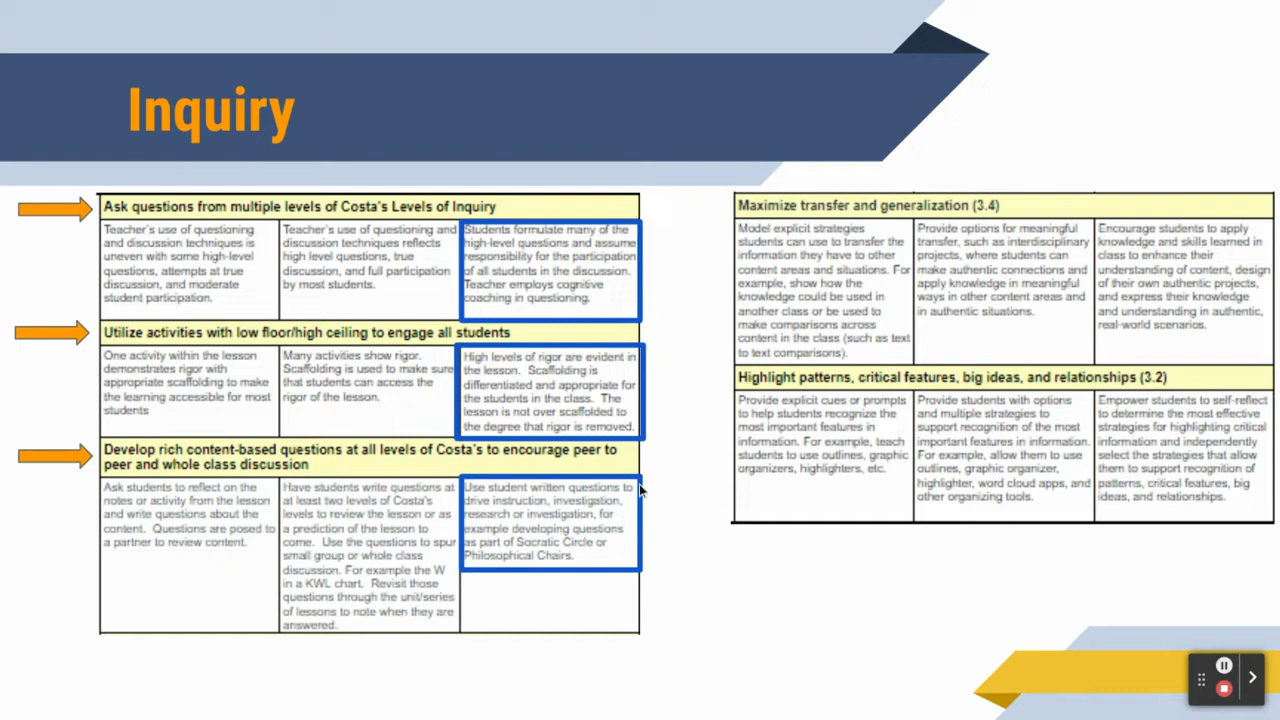 Inquiry
Ask questions from multiple levels of Costa's Levels of Inquiry
Teacher's use of questioning
and discussion techniques is
uneven with some high-level
questions, attempts at true
discussion, and moderate
student participation.
Teacher's use of questioning and
discussion techniques reflects
high level questions, true
discussion, and full participation
by most students.
Students formulate many of the
high-level questions and assume
responsibility for the participation
of all students in the discussion.
Teacher employs cognitive
coaching in questioning.
Utilize activities with low floor/high ceiling to engage all students
One activity within the lesson
demonstrates rigor with
appropriate scaffolding to make
the learning accessible for most
students
Many activities show rigor.
Scaffolding is used to make sure
that students can access the
rigor of the lesson.
High levels of rigor are evident in
the lesson. Scaffolding is
differentiated and appropriate for
the students in the class. The
lesson is not over scaffolded to
the degree that rigor is removed.
Develop rich content-based questions at all levels of Costa's to encourage peer to
peer and whole class discussion
Ask students to reflect on the
notes or activity from the lesson
and write questions about the
content. Questions are posed to
a partner to review content.
Have students write questions at
at least two levels of Costa's
levels to review the lesson or as
a prediction of the lesson to
come. Use the questions to spur
small group or whole class
discussion. For example the W
in a KWL chart. Revisit those
questions through the unit/series
of lessons to note when they are
answered.
Use student written questions to
drive instruction, investigation,
research or investigation, for
example developing questions
as part of Socratic Circle or
Philosophical Chairs.
Maximize transfer and generalization (3.4)
Model explicit strategies
students can use to transfer the
information they have to other
content areas and situations. For
example, show how the
knowledge could be used in
another class or be used to
make comparisons across
content in the class (such as text
to text comparisons).
Provide options for meaningful
transfer, such as interdisciplinary
projects, where students can
make authentic connections and
apply knowledge in meaningful
ways in other content areas and
in authentic situations.
Encourage students to apply
knowledge and skills learned in
class to enhance their
understanding of content, design
of their own authentic projects,
and express their knowledge
and understanding in authentic,
real-world scenarios.
Highlight patterns, critical features, big ideas, and relationships (3.2)
Provide explicit cues or prompts
to help students recognize the
most important features in
information. For example, teach
students to use outlines, graphic
organizers, highlighters, etc.
Provide students with options
and multiple strategies to
support recognition of the most
important features in information.
For example, allow them to use
outlines, graphic organizer,
highlighter, word cloud apps, and
other organizing tools.
Empower students to self-reflect
to determine the most effective
strategies for highlighting critical
information and independently
select the strategies that allow
them to support recognition of
patterns, critical features, big
ideas, and relationships.